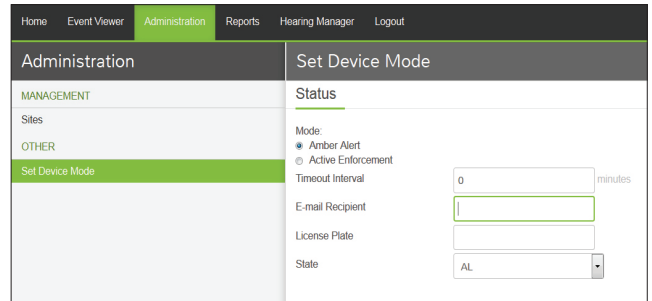 Home Event Viewer Administration Reports Hearing Manager Logout
Administration
MANAGEMENT
Sites
OTHER
Set Device Mode
Set Device Mode
Status
Mode:
Amber Alert
Active Enforcement
Timeout Interval 0 minutes
E-mail Recipient
License Plate
State AL